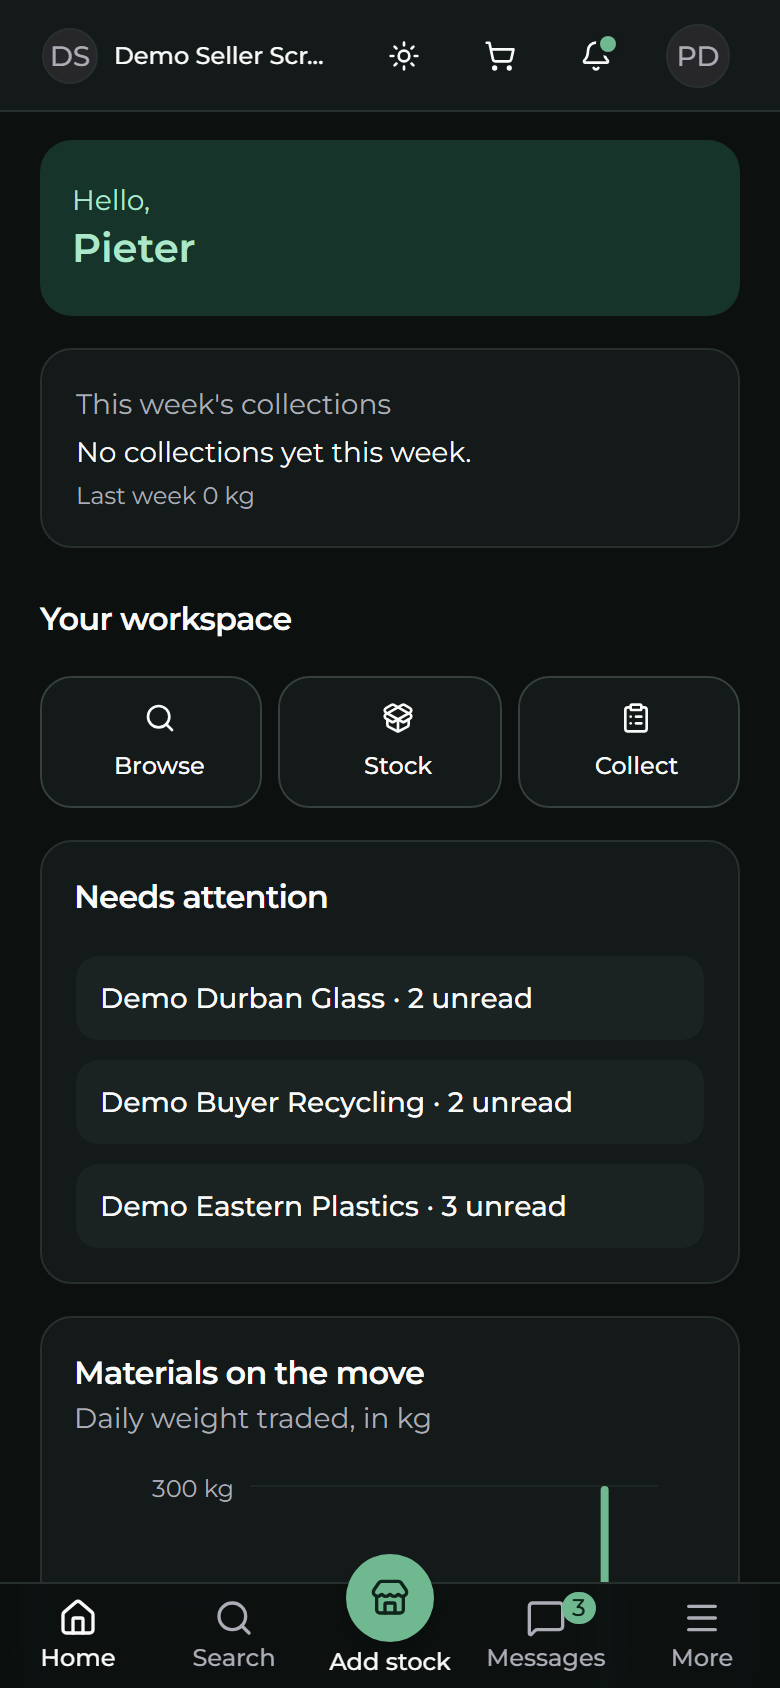 DS Demo Seller Scr... PD
Hello,
Pieter
This week's collections
No collections yet this week.
Last week 0 kg
Your workspace
Browse Stock Collect
Needs attention
Demo Durban Glass · 2 unread
Demo Buyer Recycling · 2 unread
Demo Eastern Plastics · 3 unread
Materials on the move
Daily weight traded, in kg
300 kg
3
Home Search Add stock Messages More